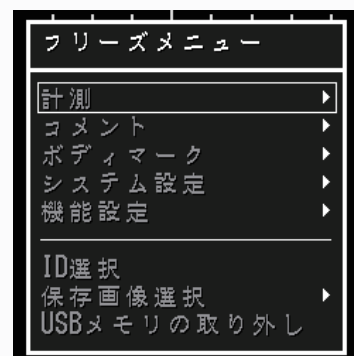 フリーズメニュー
計測
コメント
ボディマーク
システム設定
機能設定
ID選択
保存画像選択
USBメモリの取り外し